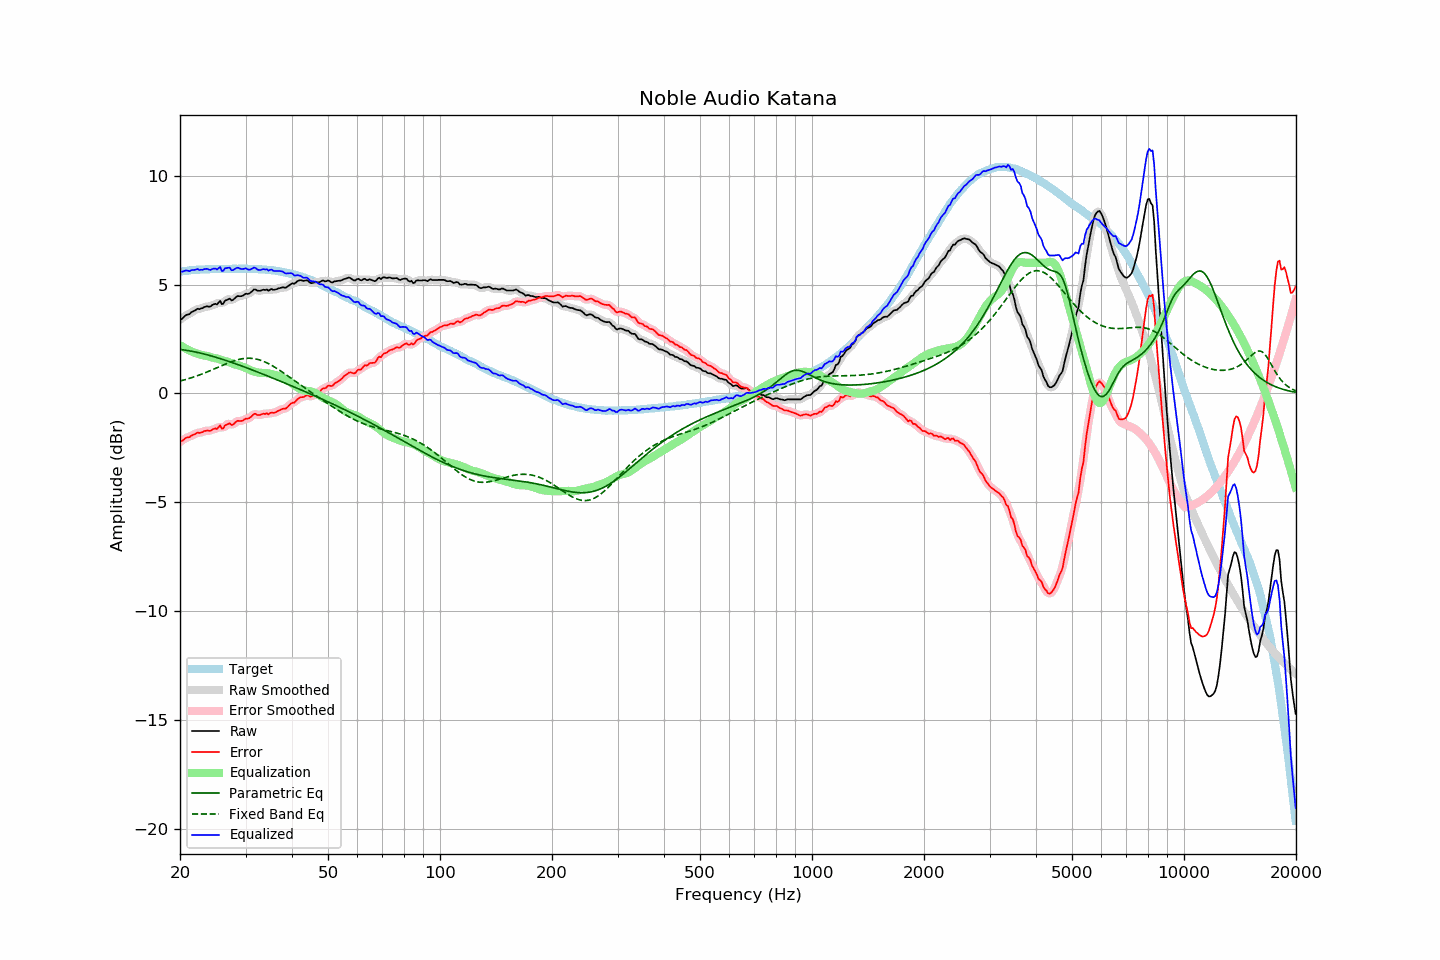 Noble Audio Katana
Amplitude (dBr)
10
5
0
−5
−10
−15
−20
Target
Raw Smoothed
Error Smoothed
Raw
Error
Equalization
Parametric Eq
Fixed Band Eq
Equalized
20 50 100 200 500 1000 2000 5000 10000 20000
Frequency (Hz)